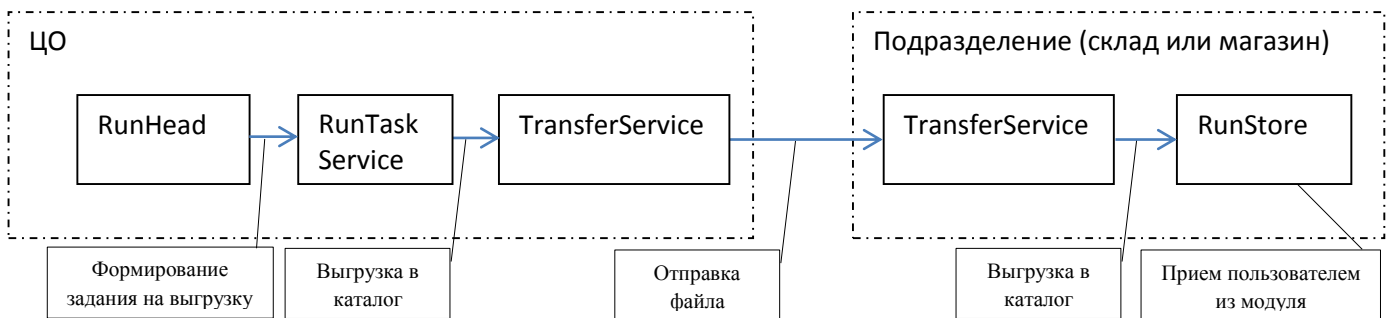 ЦО
Подразделение (склад или магазин)
RunHead
RunTask
Service
TransferService
TransferService
RunStore
Формирование
задания на выгрузку
Выгрузка в
каталог
Отправка
файла
Выгрузка в
каталог
Прием пользователем
из модуля